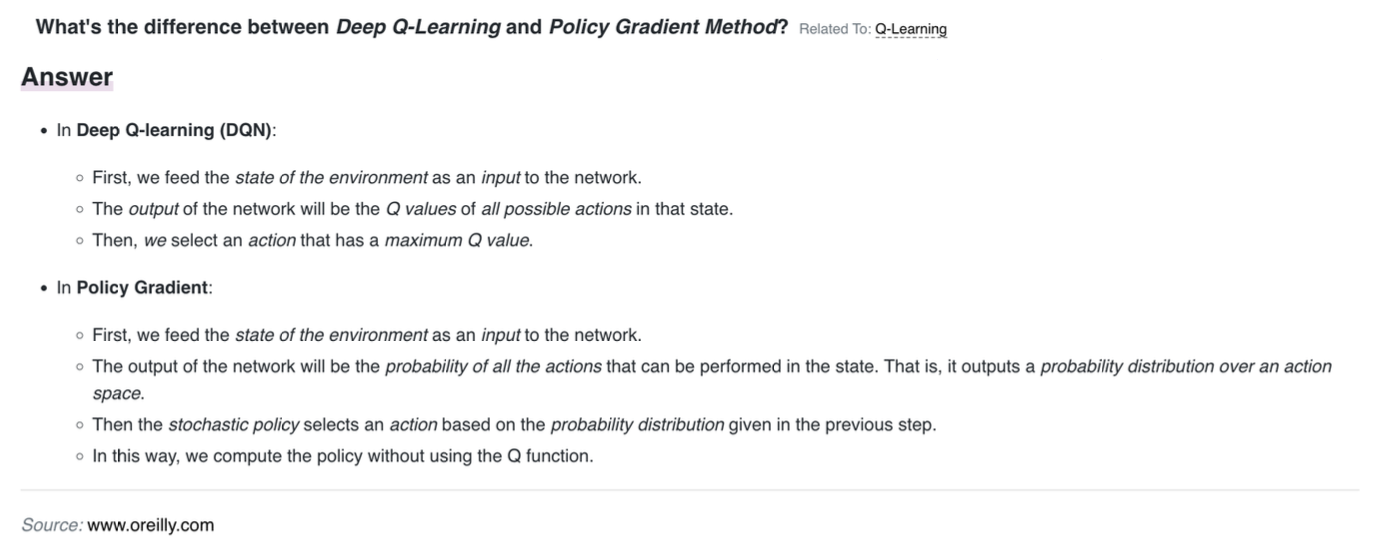 What's the difference between Deep Q-Learning and Policy Gradient Method? Related To: Q-Learning
Answer
• In Deep Q-learning (DQN):
◦ First, we feed the state of the environment as an input to the network.
◦ The output of the network will be the Q values of all possible actions in that state.
◦ Then, we select an action that has a maximum Q value.
• In Policy Gradient:
◦ First, we feed the state of the environment as an input to the network.
◦ The output of the network will be the probability of all the actions that can be performed in the state. That is, it outputs a probability distribution over an action
space.
◦ Then the stochastic policy selects an action based on the probability distribution given in the previous step.
◦ In this way, we compute the policy without using the Q function.
Source: www.oreilly.com